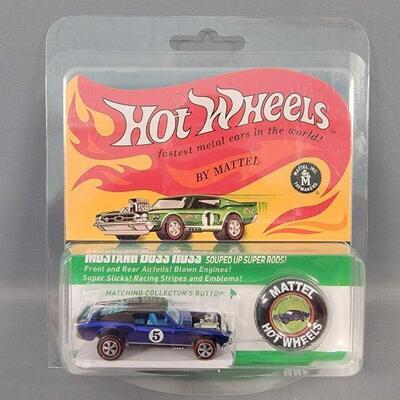 Hot Wheels
fastest metal cars in the world!
BY MATTEL
MATTEL, INC.
M
TOYMAKERS
1
MUSTANG BOSS HOSS SOUPED UP SUPER RODS!
Front and Rear Airfoils! Blown Engines!
Super Slicks! Racing Stripes and Emblems!
MATCHING COLLECTOR'S BUTTON
5
MATTEL
HOT WHEELS